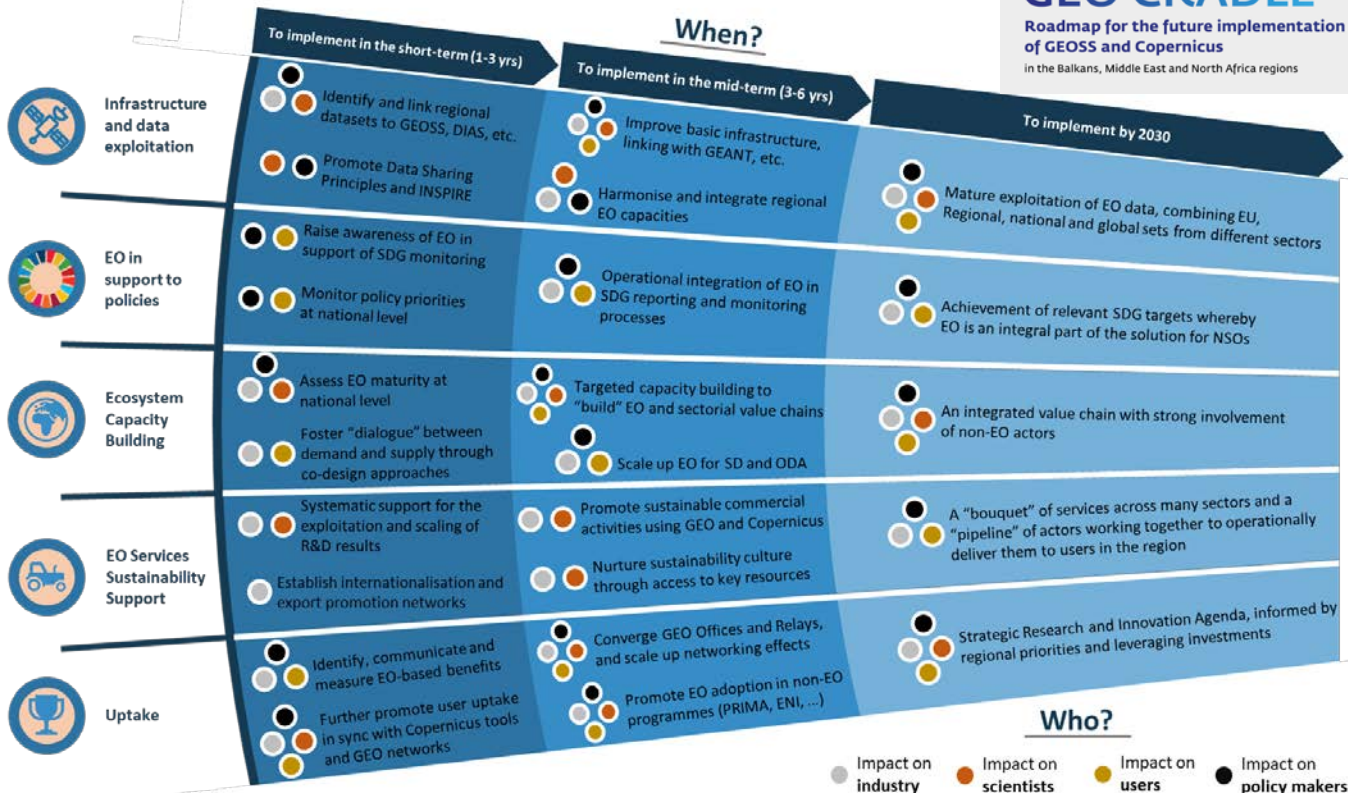 GEO CRADLE
Roadmap for the future implementation
of GEOSS and Copernicus
in the Balkans, Middle East and North Africa regions
When?
To implement in the short-term (1-3 yrs)
To implement in the mid-term (3-6 yrs)
To implement by 2030
Infrastructure
and data
exploitation
Identify and link regional
datasets to GEOSS, DIAS, etc.
Promote Data Sharing
Principles and INSPIRE
Improve basic infrastructure,
linking with GEANT, etc.
Harmonise and integrate regional
EO capacities
Mature exploitation of EO data, combining EU,
Regional, national and global sets from different sectors
EO in
support to
policies
Raise awareness of EO in
support of SDG monitoring
Monitor policy priorities
at national level
Operational integration of EO in
SDG reporting and monitoring
processes
Achievement of relevant SDG targets whereby
EO is an integral part of the solution for NSOs
Ecosystem
Capacity
Building
Assess EO maturity at
national level
Foster "dialogue" between
demand and supply through
co-design approaches
Targeted capacity building to
"build" EO and sectorial value chains
Scale up EO for SD and ODA
An integrated value chain with strong involvement
of non-EO actors
EO Services
Sustainability
Support
Systematic support for the
exploitation and scaling of
R&D results
Establish internationalisation and
export promotion networks
Promote sustainable commercial
activities using GEO and Copernicus
Nurture sustainability culture
through access to key resources
A "bouquet" of services across many sectors and a
"pipeline" of actors working together to operationally
deliver them to users in the region
Uptake
Identify, communicate and
measure EO-based benefits
Further promote user uptake
in sync with Copernicus tools
and GEO networks
Converge GEO Offices and Relays,
and scale up networking effects
Promote EO adoption in non-EO
programmes (PRIMA, ENI, ...)
Strategic Research and Innovation Agenda, informed by
regional priorities and leveraging investments
Who?
Impact on
industry
Impact on
scientists
Impact on
users
Impact on
policy makers